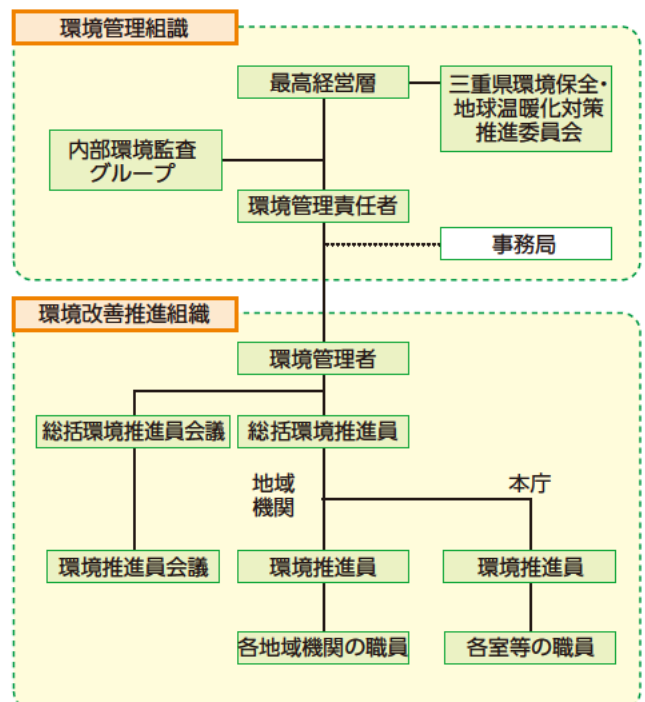 環境管理組識
最高経営層
三重県環境保全・
地球温暖化対策
推進委員会
内部環境監査
グループ
環境管理責任者
事務局
環境改善推進組織
環境管理者
総括環境推進員会議
総括環境推進員
地域
機関
本庁
環境推進員会議
環境推進員
環境推進員
各地域機関の職員
各室等の職員